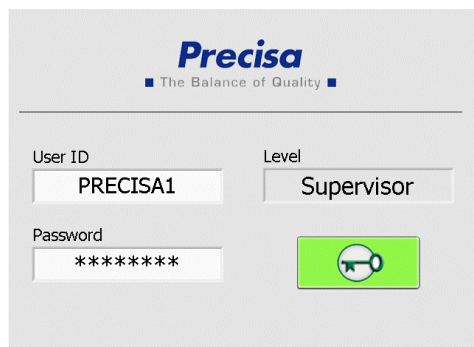 Precisa
The Balance of Quality
User ID
PRECISA1
Level
Supervisor
Password
********